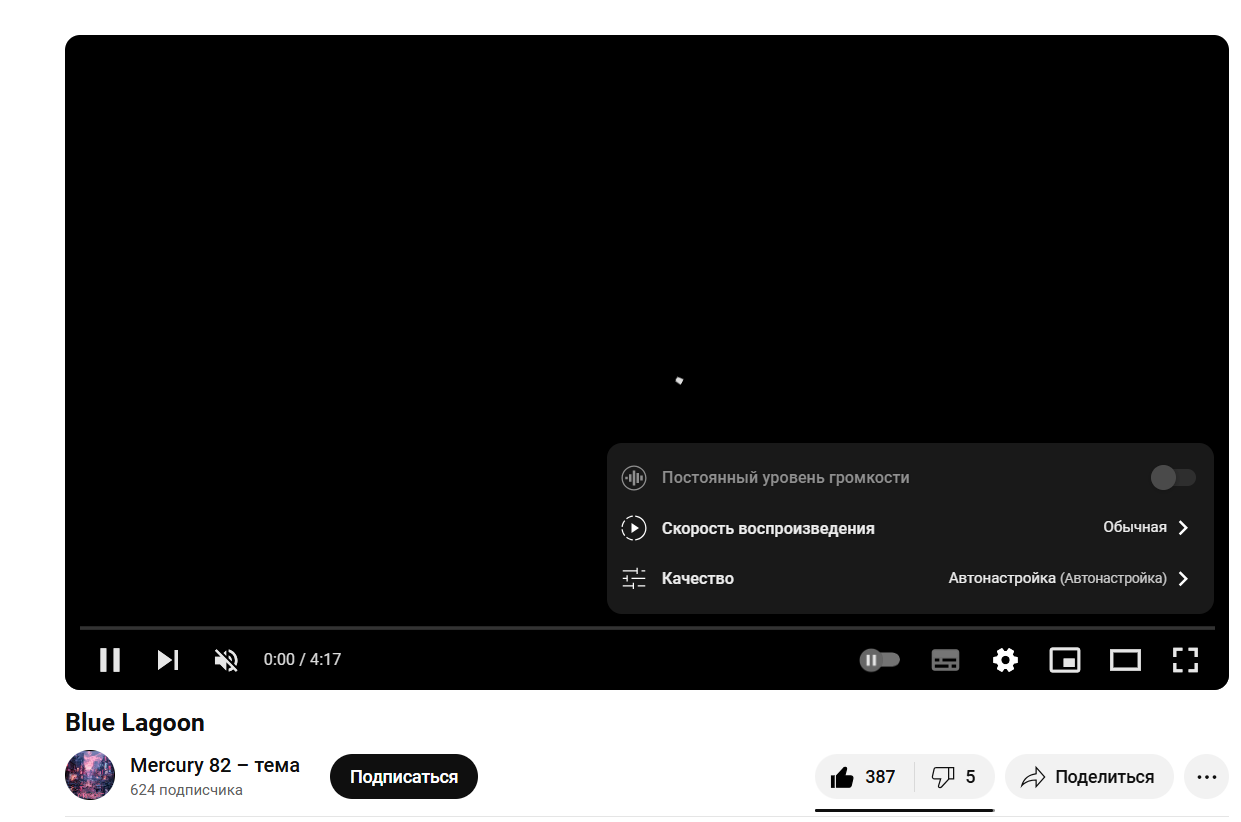 Постоянный уровень громкости
Скорость воспроизведения Обычная
Качество Автонастройка (Автонастройка)
0:00 / 4:17
Blue Lagoon
Mercury 82 – тема
624 подписчика
Подписаться
387
5
Поделиться